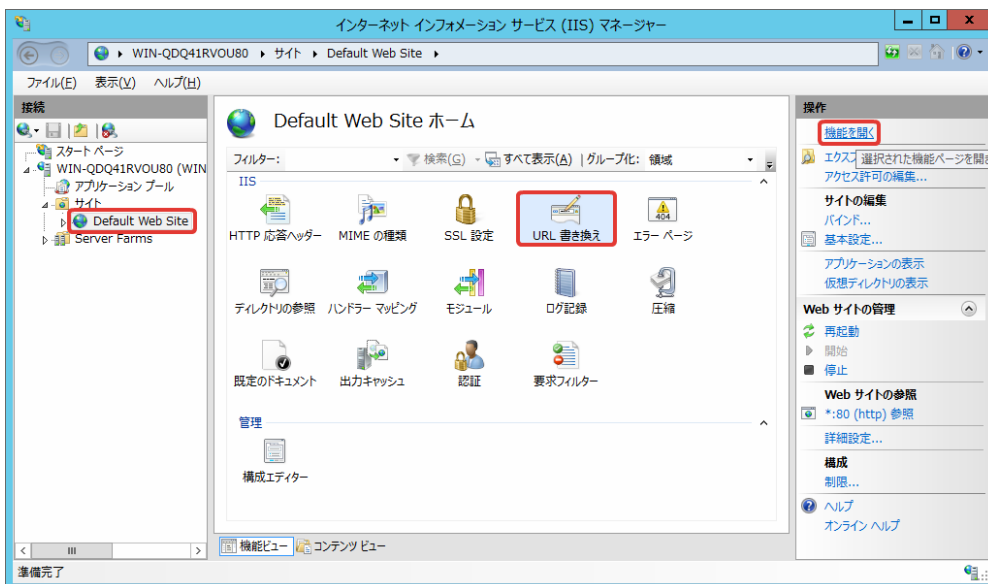 インターネット インフォメーション サービス (IIS) マネージャー
WIN-QDQ41RVOU80 サイト Default Web Site
ファイル(F) 表示(V) ヘルプ(H)
接続
スタート ページ
WIN-QDQ41RVOU80 (WIN
アプリケーション プール
サイト
Default Web Site
Server Farms
Default Web Site ホーム
フィルター: 検索(G) すべて表示(A) グループ化: 領域
IIS
HTTP 応答ヘッダー MIME の種類 SSL 設定 URL 書き換え エラー ページ
404
ディレクトリの参照 ハンドラー マッピング モジュール ログ記録 圧縮
既定のドキュメント 出力キャッシュ 認証 要求フィルター
管理
構成エディター
機能ビュー コンテンツ ビュー
操作
機能を開く
エクスプ
選択された機能ページを開き
アクセス許可の編集...
サイトの編集
バインド...
基本設定...
アプリケーションの表示
仮想ディレクトリの表示
Web サイトの管理
再起動
開始
停止
Web サイトの参照
*:80 (http) 参照
詳細設定...
構成
制限...
ヘルプ
オンライン ヘルプ
準備完了